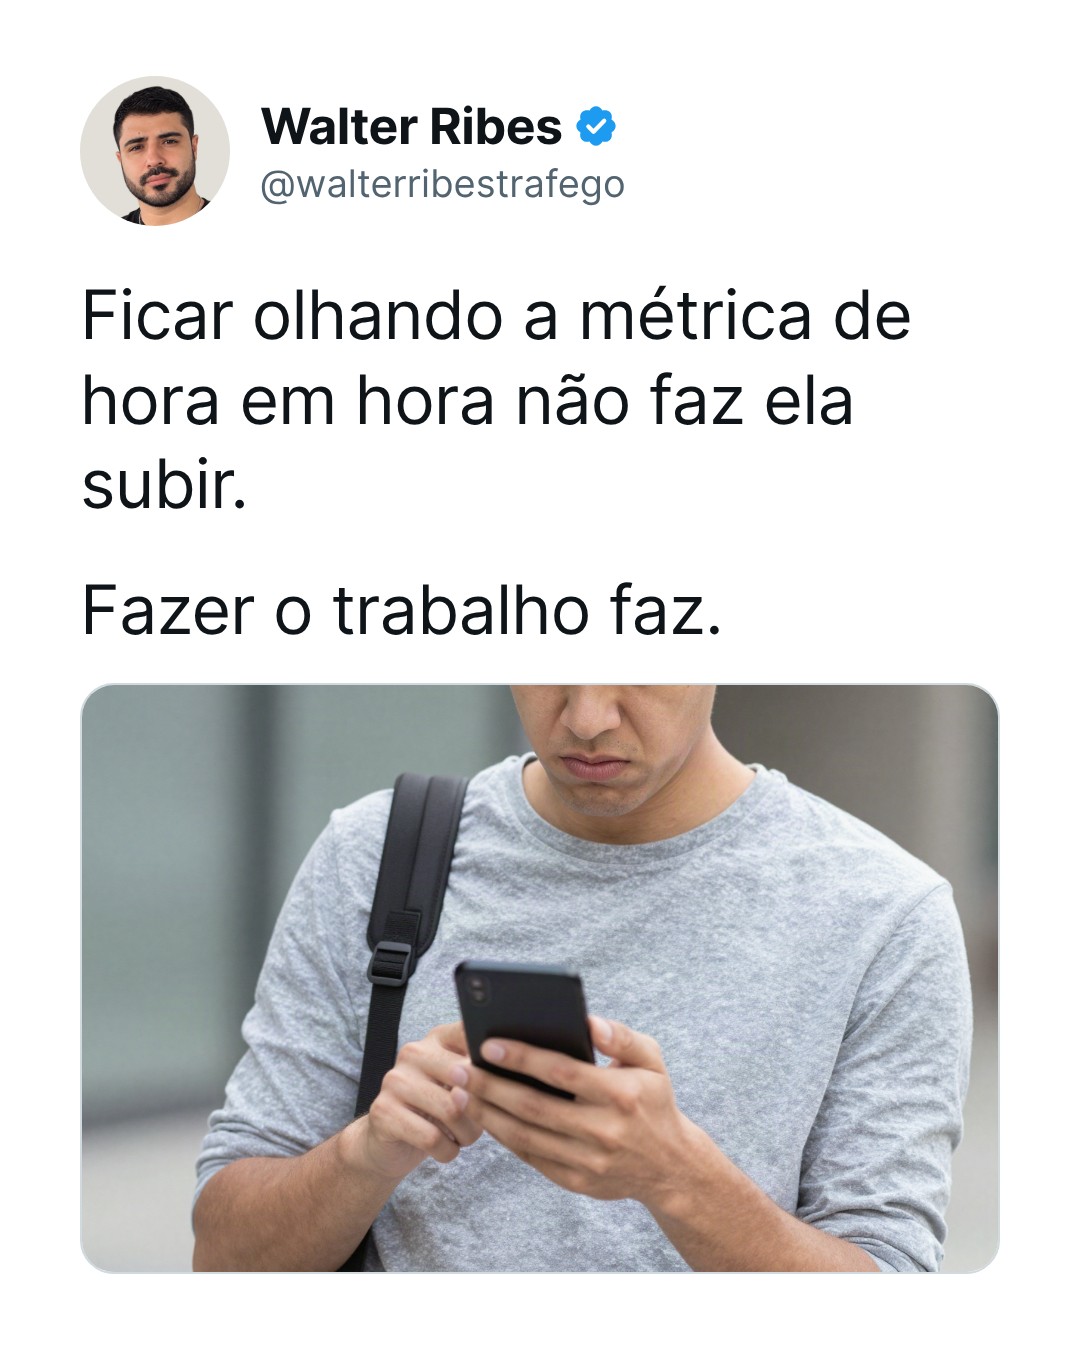 Walter Ribes
@walterribestrafego
Ficar olhando a métrica de
hora em hora não faz ela
subir.
Fazer o trabalho faz.